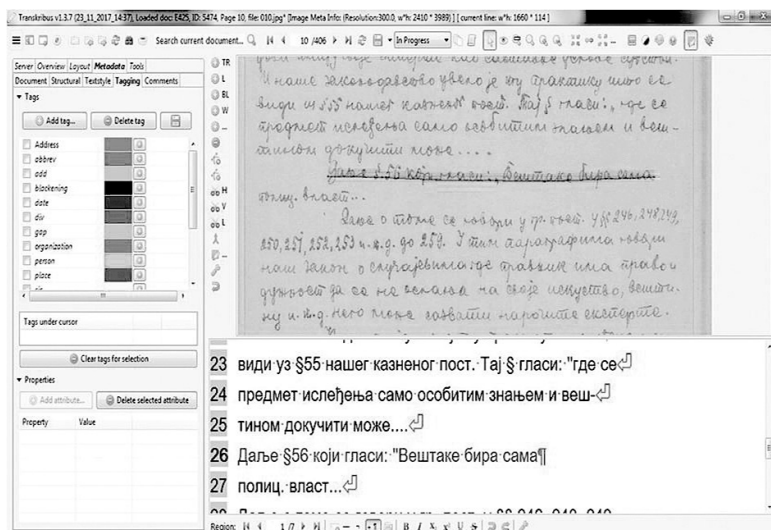 Transkribus v1.3.7 (23_11_2017_14:37), Loaded doc: E425, ID: 5474, Page 10, file: 010.jpg* [Image Meta Info: (Resolution:300.0, w*h: 2410 * 3989) ] [ current line: w*h: 1660 * 114 ]
Search current document... 10 /406 In Progress
Server Overview Layout Metadata Tools
Document Structural Textstyle Tagging Comments
Tags
Add tag... Delete tag
Address
abbrev
add
blackening
date
div
gap
organization
person
place
Tags under cursor
Clear tags for selection
Properties
Add attribute... Delete selected attribute
Property Value
TR
L
BL
W
H
V
L
И наше законодавсво увело је ту практику што се
види из §55 нашег казненог пост. Тај § гласи: „где се
предмет ислеђења само особитим знањем и веш-
тином докучити може....
Даље §56 који гласи: „Вештаке бира сама
полиц. власт...
Даље о томе се говори у гр. пост. у §§ 246, 248, 249,
250, 251, 252, 253 и.т.д. до 259. У тим параграфима говори
наш закон о случајевима где правник има право и
дужност да се не ослања на своје искуство, вешти-
ну и.т.д. него може позвати нарочите експерте.
23 види уз §55 нашег казненог пост. Тај § гласи: "где се
24 предмет ислеђења само особитим знањем и веш-
25 тином докучити може....
26 Даље §56 који гласи: "Вештаке бира сама¶
27 полиц. власт...
Region: 1/7 B I